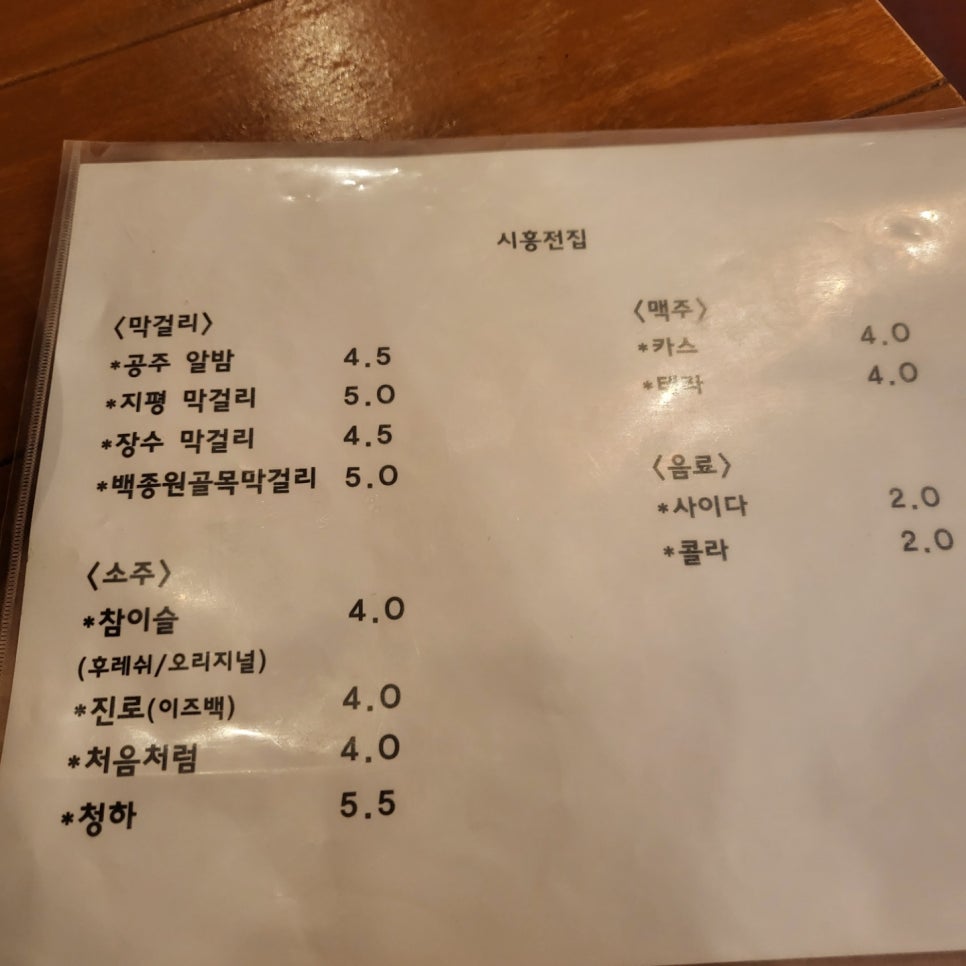 시흥전집
<막걸리>
*공주 알밤 4.5
*지평 막걸리 5.0
*장수 막걸리 4.5
*백종원골목막걸리 5.0
<소주>
*참이슬 4.0
(후레쉬/오리지널)
*진로(이즈백) 4.0
*처음처럼 4.0
*청하 5.5
<맥주>
*카스 4.0
*테라 4.0
<음료>
*사이다 2.0
*콜라 2.0